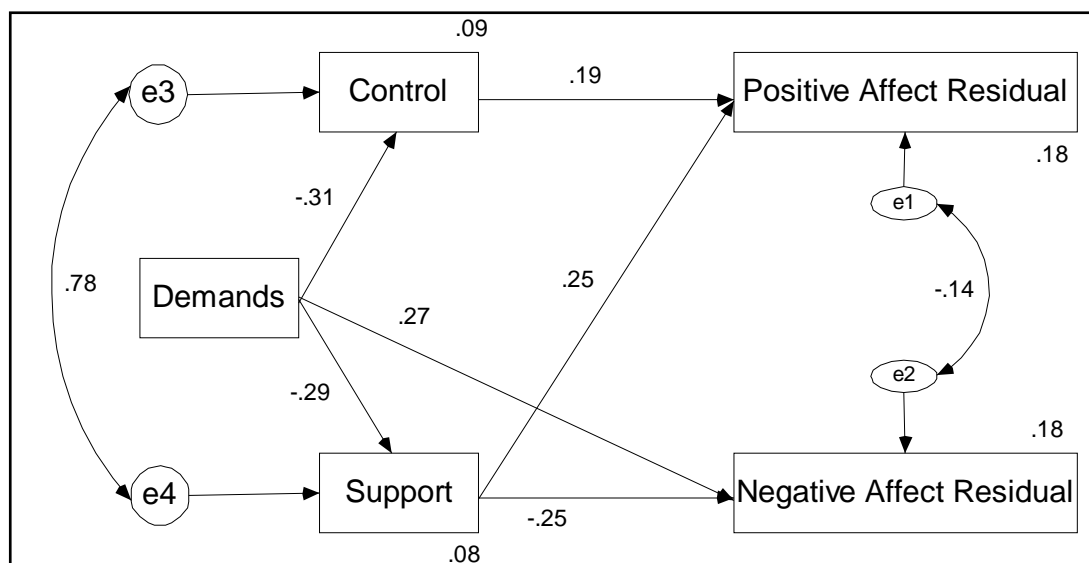 .09
e3
Control
.19
Positive Affect Residual
.18
-.31
e1
.78
Demands
.25
-.14
.27
-.29
e2
.18
e4
Support
-.25
Negative Affect Residual
.08